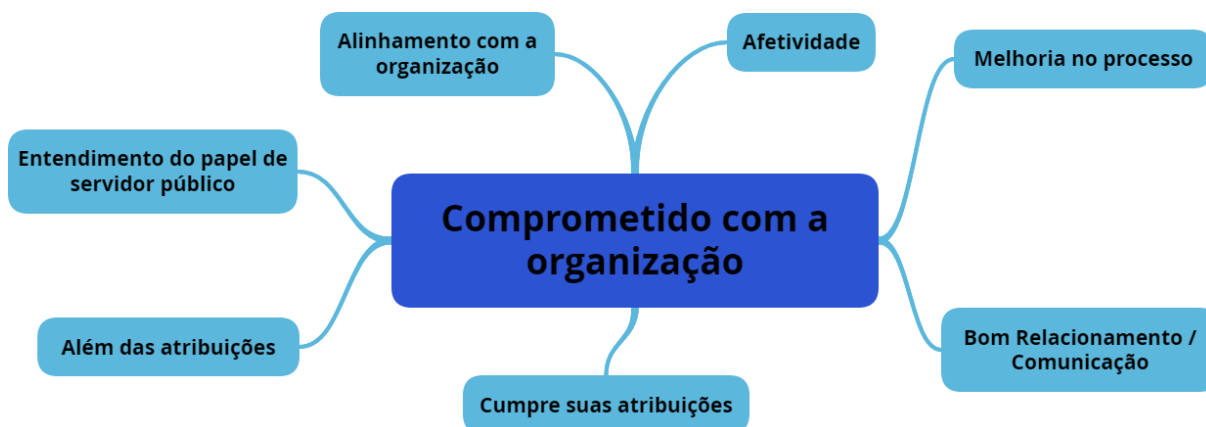 Alinhamento com a
organização
Afetividade
Melhoria no processo
Entendimento do papel de
servidor público
Comprometido com a
organização
Além das atribuições
Bom Relacionamento /
Comunicação
Cumpre suas atribuições